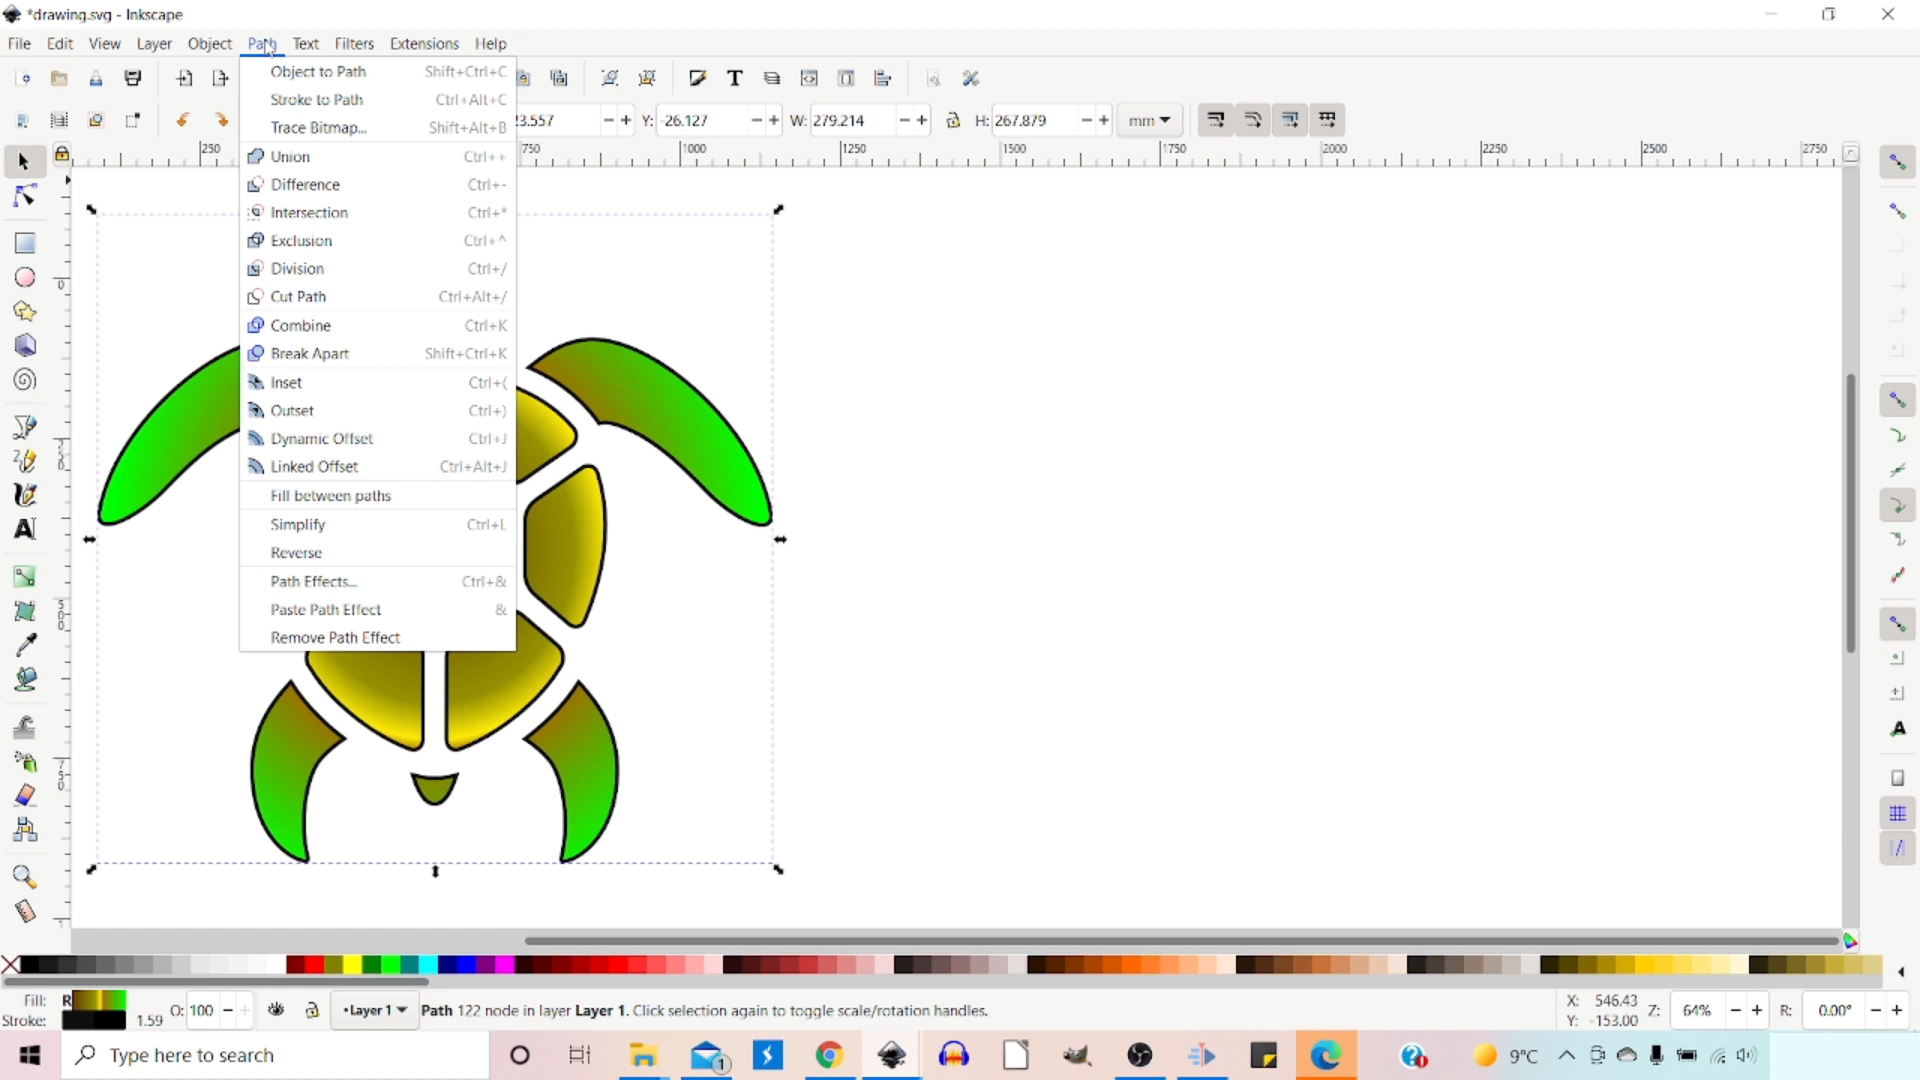 *drawing.svg - Inkscape
File Edit View Layer Object Path Text Filters Extensions Help
Object to Path Shift+Ctrl+C
Stroke to Path Ctrl+Alt+C
Trace Bitmap... Shift+Alt+B
Union Ctrl++
Difference Ctrl+-
Intersection Ctrl+*
Exclusion Ctrl+^
Division Ctrl+/
Cut Path Ctrl+Alt+/
Combine Ctrl+K
Break Apart Shift+Ctrl+K
Inset Ctrl+(
Outset Ctrl+)
Dynamic Offset Ctrl+J
Linked Offset Ctrl+Alt+J
Fill between paths
Simplify Ctrl+L
Reverse
Path Effects... Ctrl+&
Paste Path Effect &
Remove Path Effect
3.557 Y: -26.127 W: 279.214 H: 267.879 mm
250 750 1000 1250 1500 1750 2000 2250 2500 2750
0
250
500
750
1
Fill: R O: 100 Layer 1 Path 122 node in layer Layer 1. Click selection again to toggle scale/rotation handles. X: 546.43 Z: 64% R: 0.00°
Stroke: 1.59 Y: -153.00
Type here to search 1 9°C